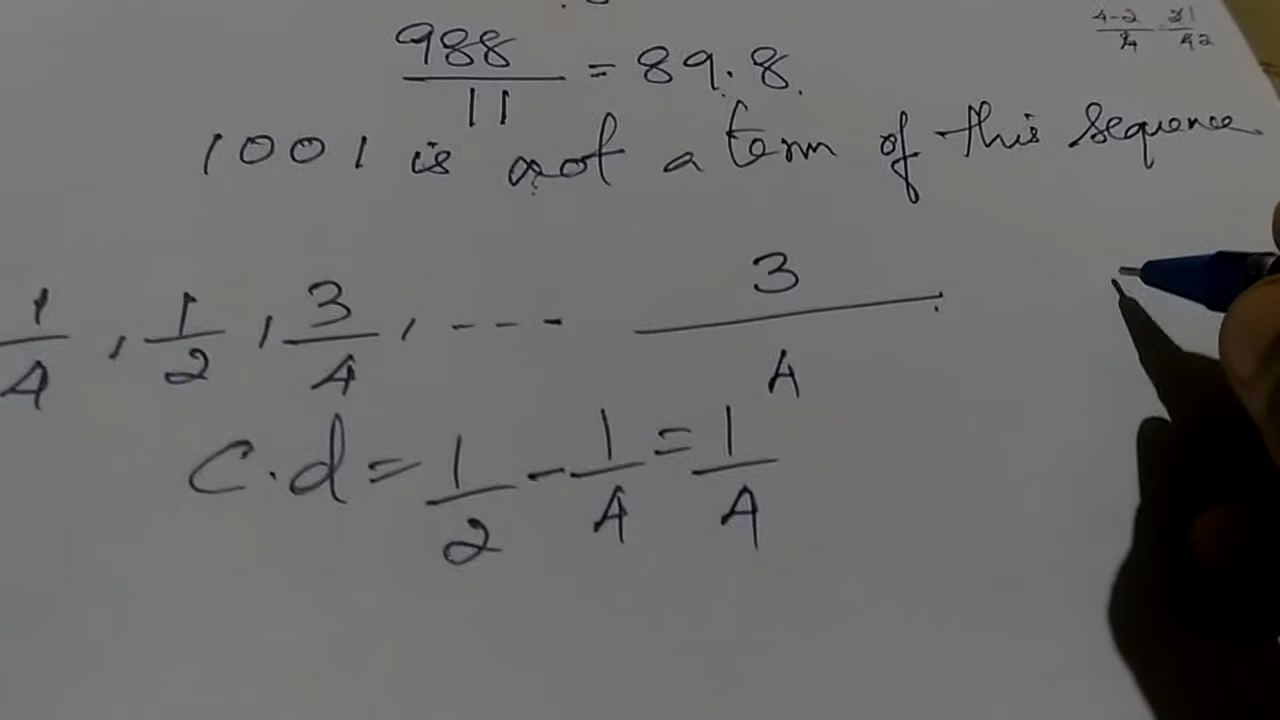 988/11 = 89.8.
1001 is not a term of this sequence
1/4, 1/2, 3/4, --- 3/4
C.d = 1/2 - 1/4 = 1/4